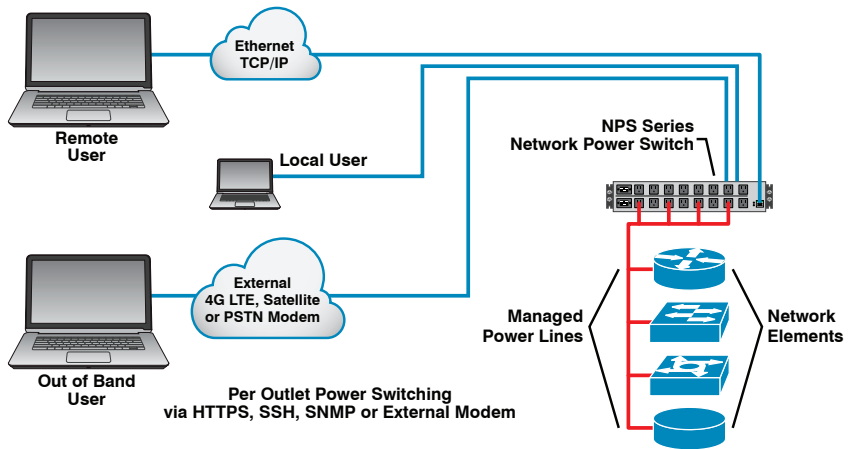 Ethernet
TCP/IP
Remote
User
Local User
NPS Series
Network Power Switch
External
4G LTE, Satellite
or PSTN Modem
Out of Band
User
Managed
Power Lines
Network
Elements
Per Outlet Power Switching
via HTTPS, SSH, SNMP or External Modem